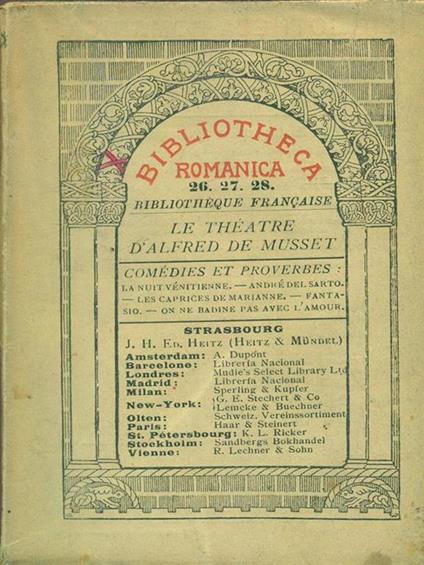 BIBLIOTHECA
ROMANICA
26. 27. 28.
BIBLIOTHÈQUE FRANÇAISE
LE THÉATRE
D'ALFRED DE MUSSET
COMÉDIES ET PROVERBES :
LA NUIT VÉNITIENNE. — ANDRÉ DEL SARTO.
— LES CAPRICES DE MARIANNE. — FANTA-
SIO. — ON NE BADINE PAS AVEC L'AMOUR.
STRASBOURG
J. H. ED. HEITZ (HEITZ & MÜNDEL)
Amsterdam: A. Dupont
Barcelone: Librería Nacional
Londres: Mudie's Select Library Ltd
Madrid: Librería Nacional
Milan: Sperling & Kupfer
New-York: G. E. Stechert & Co
Lemcke & Buechner
Olten: Schweiz. Vereinssortiment
Paris: Haar & Steinert
St. Pétersbourg: K. L. Ricker
Stockholm: Sandbergs Bokhandel
Vienne: R. Lechner & Sohn